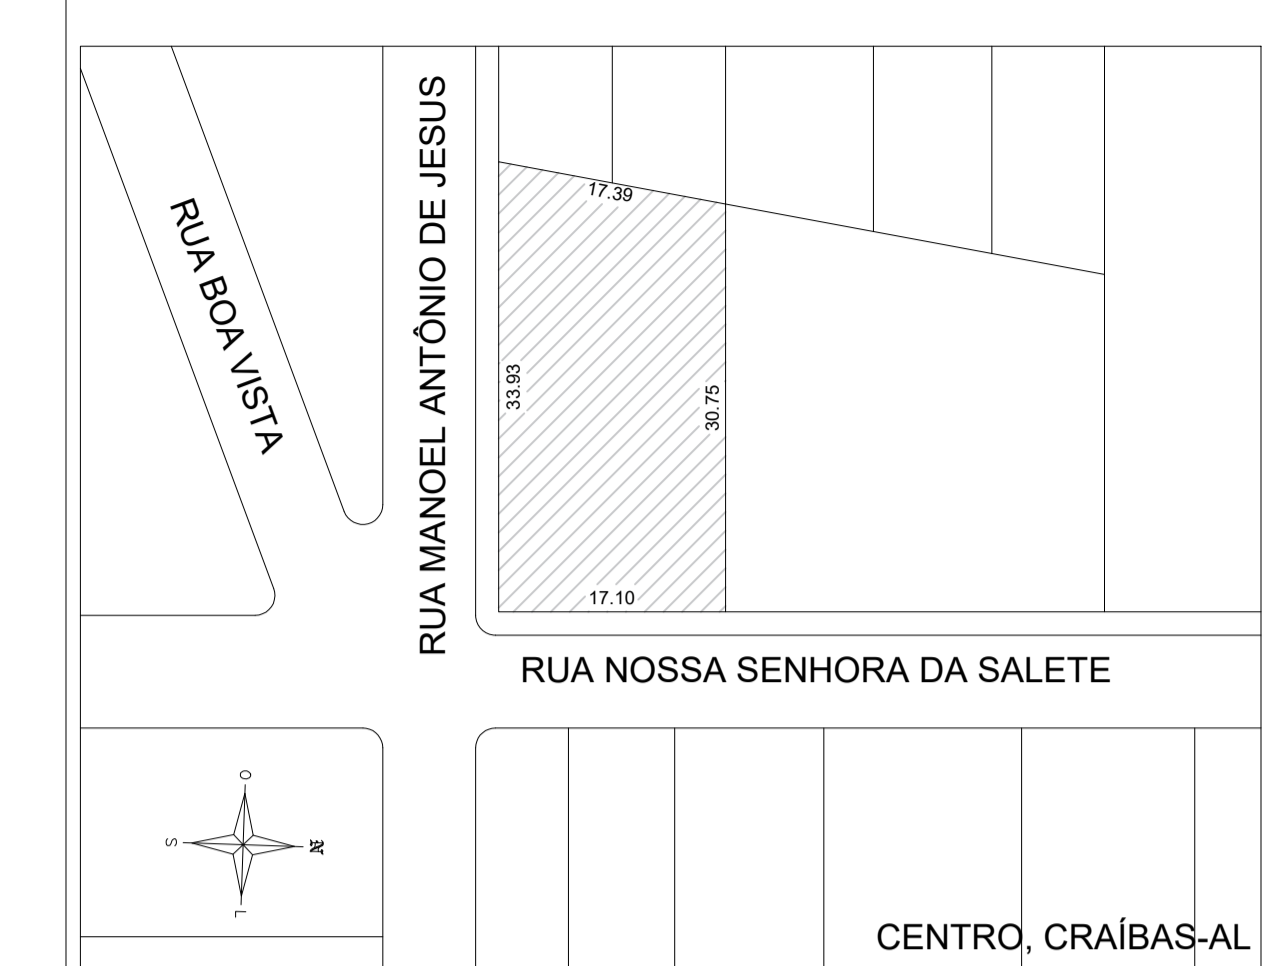 RUA BOA VISTA
RUA MANOEL ANTÔNIO DE JESUS
17.39
33.93
30.75
17.10
RUA NOSSA SENHORA DA SALETE
O
S
L
CENTRO, CRAÍBAS-AL